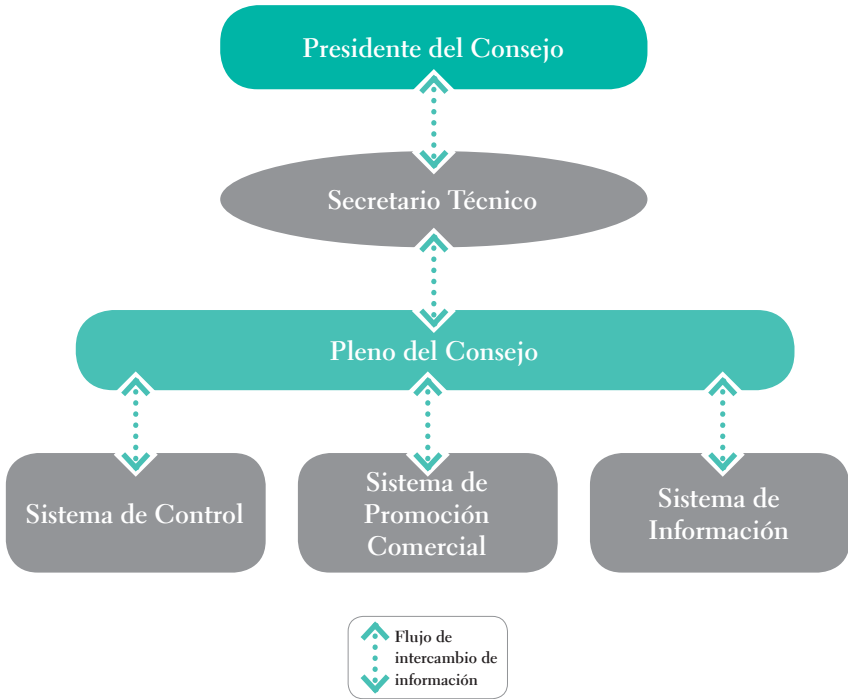 Presidente del Consejo
Secretario Técnico
Pleno del Consejo
Sistema de Control
Sistema de
Promoción
Comercial
Sistema de
Información
Flujo de
intercambio de
información